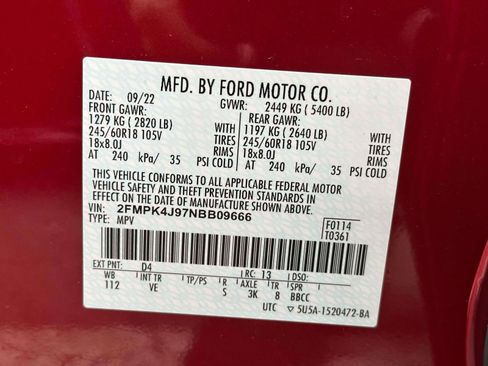 MFD. BY FORD MOTOR CO.
DATE: 09/22 GVWR: 2449 KG ( 5400 LB)
FRONT GAWR: REAR GAWR:
1279 KG ( 2820 LB) 1197 KG ( 2640 LB)
245/60R18 105V TIRES 245/60R18 105V TIRES
18x8.0J RIMS 18x8.0J RIMS
AT 240 kPa/ 35 PSI COLD AT 240 kPa/ 35 PSI COLD
THIS VEHICLE CONFORMS TO ALL APPLICABLE FEDERAL MOTOR
VEHICLE SAFETY AND THEFT PREVENTION STANDARDS IN
EFFECT ON THE DATE OF MANUFACTURE SHOWN ABOVE.
VIN: 2FMPK4J97NBB09666 F0114
TYPE: MPV T0361
EXT PNT: D4 RC: 13 DSO:
WB INT TR TP/PS R AXLE TR SPR
112 VE S 3K 8 BBCC
UTC ▽ 5U5A-1520472-BA